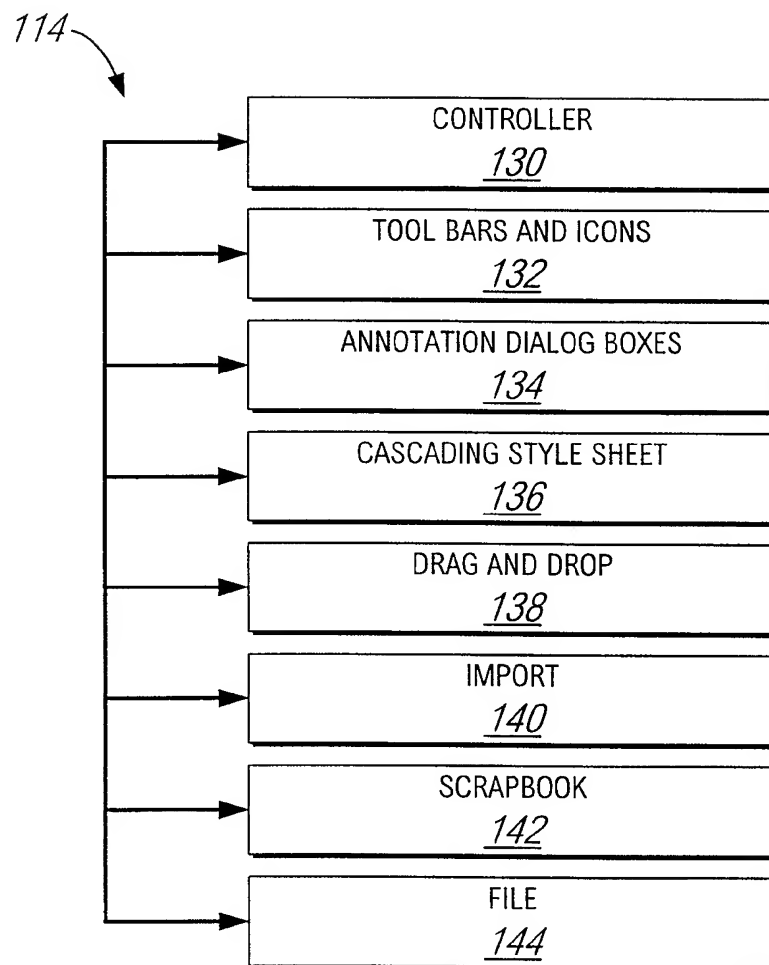 114
CONTROLLER
130
TOOL BARS AND ICONS
132
ANNOTATION DIALOG BOXES
134
CASCADING STYLE SHEET
136
DRAG AND DROP
138
IMPORT
140
SCRAPBOOK
142
FILE
144